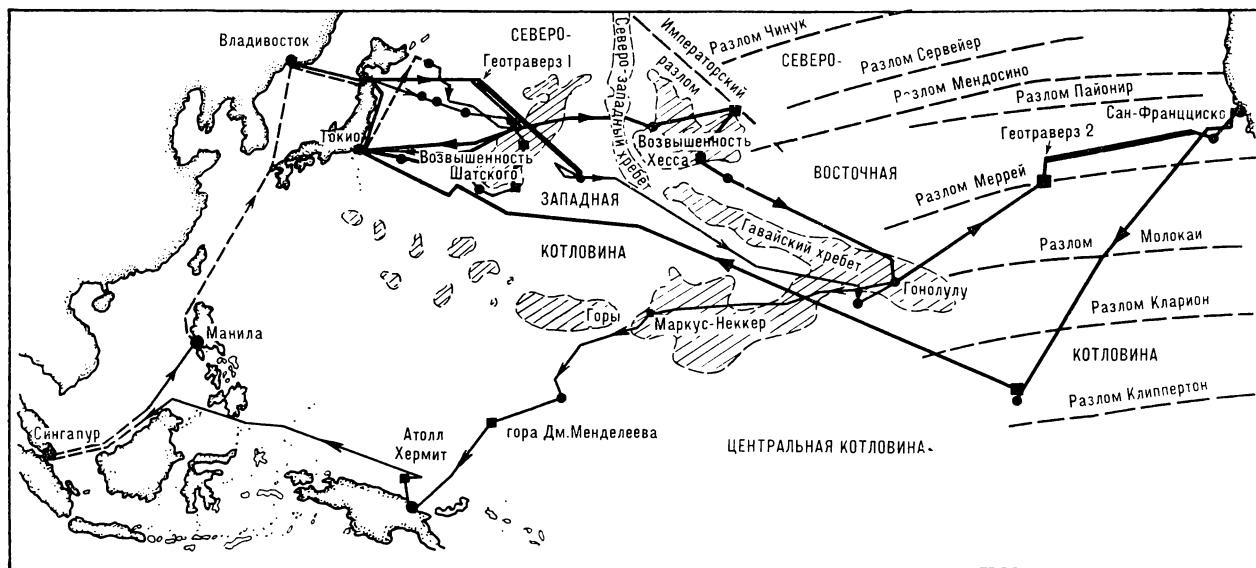 Владивосток
СЕВЕРО-
Геотраверз 1
Северо-западный хребет
Императорский
разлом
Разлом Чинук
СЕВЕРО-
Разлом Сервейер
Разлом Мендосино
Разлом Пайонир
Сан-Франциско
Геотраверз 2
Токио
Возвышенность
Шатского
Возвышенность
Хесса
ЗАПАДНАЯ
ВОСТОЧНАЯ
Разлом Меррей
КОТЛОВИНА
Гавайский хребет
Разлом Молокаи
Гонолулу
Разлом Кларион
Горы
Маркус-Неккер
Манила
КОТЛОВИНА
Разлом Клиппертон
Сингапур
Атолл
Хермит
гора Дм.Менделеева
ЦЕНТРАЛЬНАЯ КОТЛОВИНА